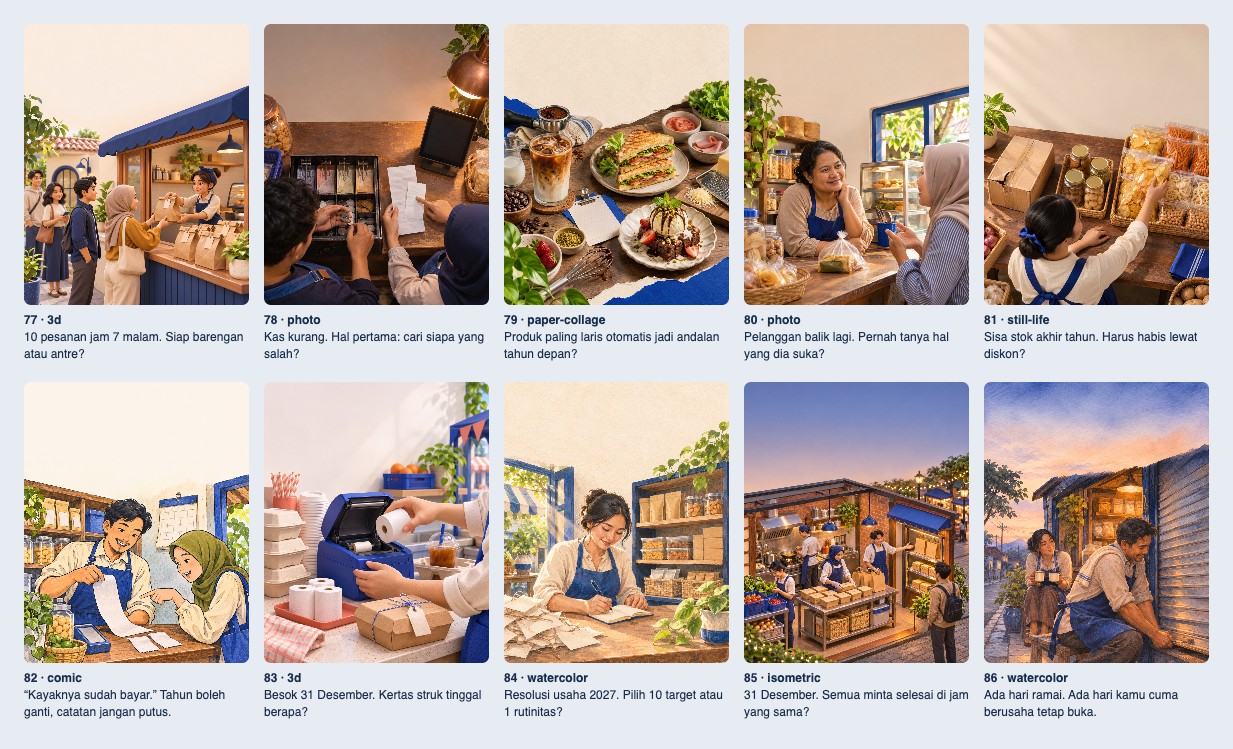 77 · 3d
10 pesanan jam 7 malam. Siap barengan
atau antre?
78 · photo
Kas kurang. Hal pertama: cari siapa yang
salah?
79 · paper-collage
Produk paling laris otomatis jadi andalan
tahun depan?
80 · photo
Pelanggan balik lagi. Pernah tanya hal
yang dia suka?
81 · still-life
Sisa stok akhir tahun. Harus habis lewat
diskon?
82 · comic
“Kayaknya sudah bayar.” Tahun boleh
ganti, catatan jangan putus.
83 · 3d
Besok 31 Desember. Kertas struk tinggal
berapa?
84 · watercolor
Resolusi usaha 2027. Pilih 10 target atau
1 rutinitas?
85 · isometric
31 Desember. Semua minta selesai di jam
yang sama?
86 · watercolor
Ada hari ramai. Ada hari kamu cuma
berusaha tetap buka.